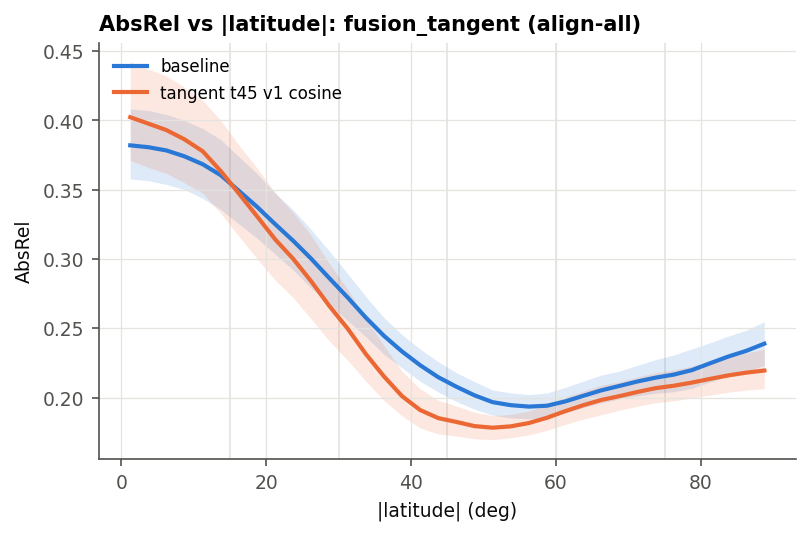 AbsRel vs |latitude|: fusion_tangent (align-all)
baseline
tangent t45 v1 cosine
AbsRel
0.45
0.40
0.35
0.30
0.25
0.20
0
20
40
60
80
|latitude| (deg)